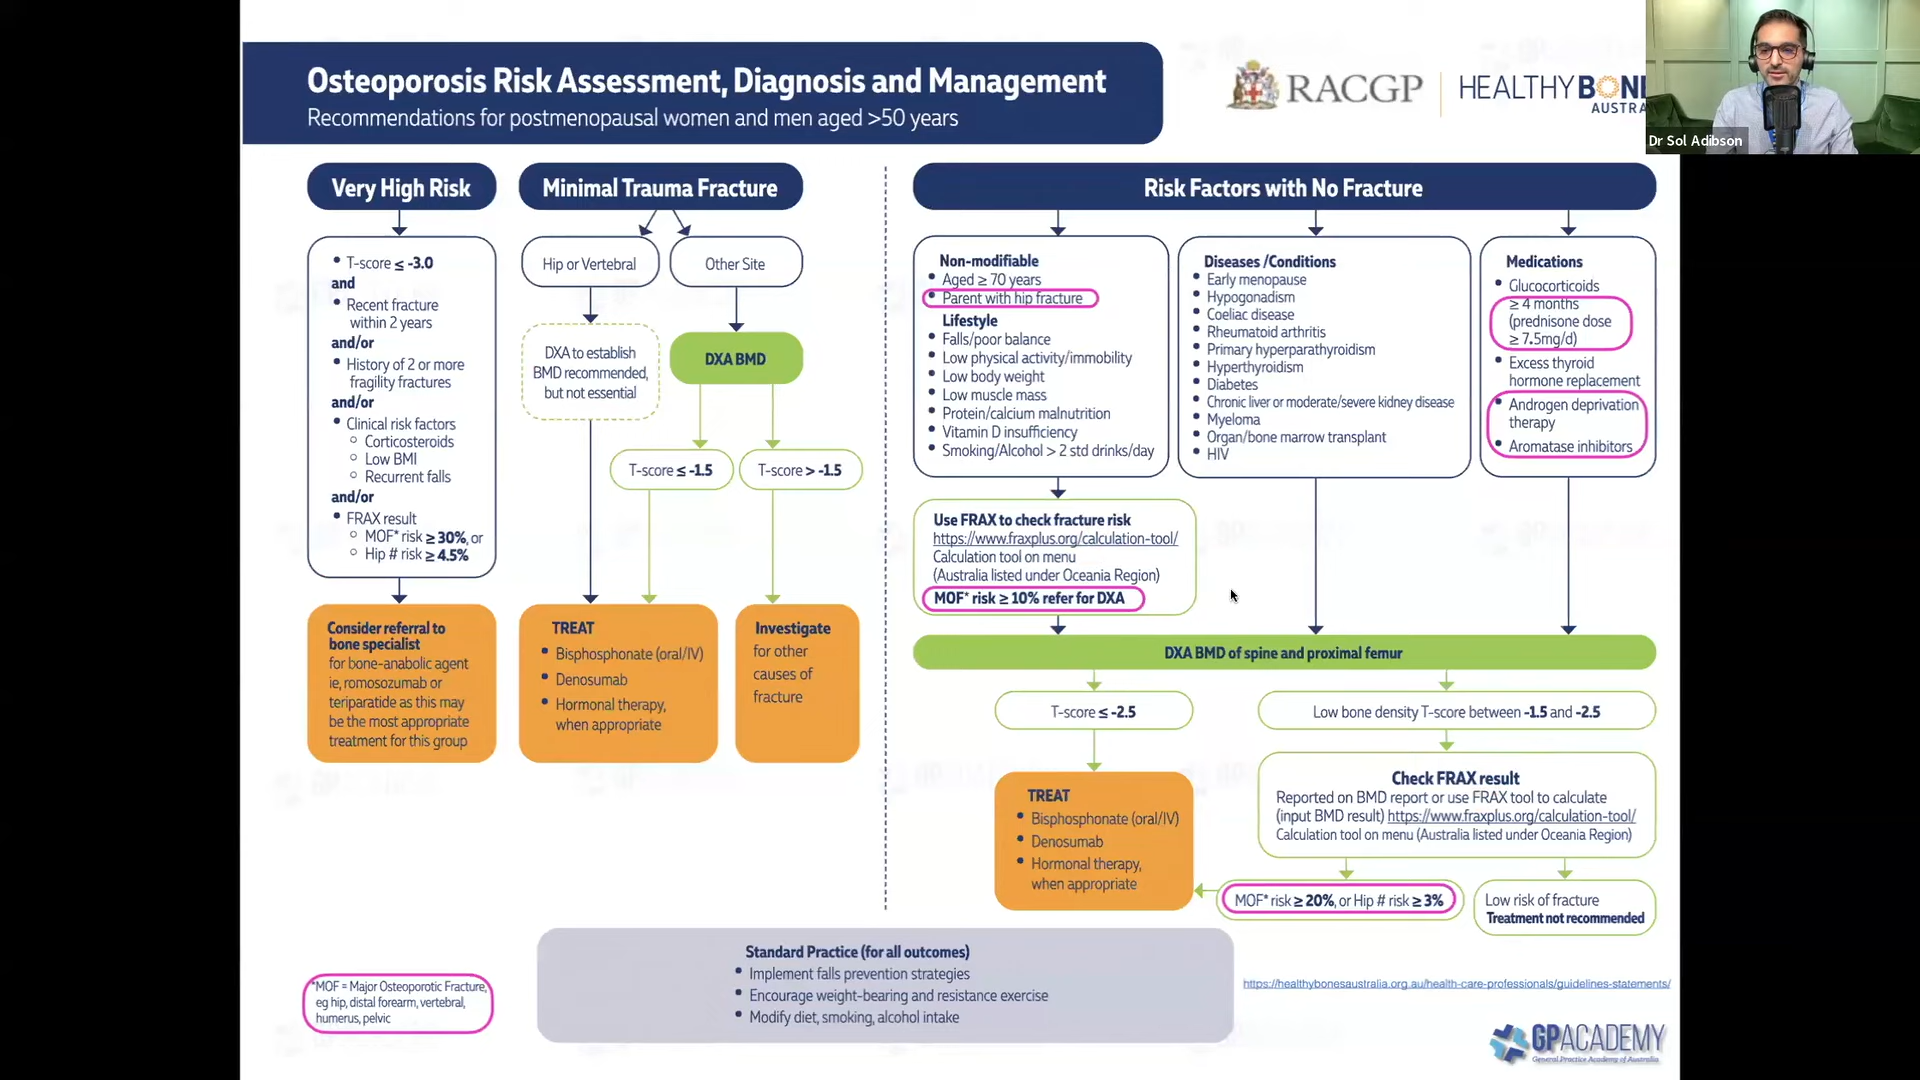 Osteoporosis Risk Assessment, Diagnosis and Management
Recommendations for postmenopausal women and men aged >50 years
RACGP
HEALTHY BON
AUSTRA
Dr Sol Adibson
Very High Risk
• T-score ≤ -3.0
and
• Recent fracture
within 2 years
and/or
• History of 2 or more
fragility fractures
and/or
• Clinical risk factors
○ Corticosteroids
○ Low BMI
○ Recurrent falls
and/or
• FRAX result
○ MOF* risk ≥ 30%, or
○ Hip # risk ≥ 4.5%
Consider referral to
bone specialist
for bone-anabolic agent
ie, romosozumab or
teriparatide as this may
be the most appropriate
treatment for this group
Minimal Trauma Fracture
Hip or Vertebral
Other Site
DXA to establish
BMD recommended,
but not essential
DXA BMD
T-score ≤ -1.5
T-score > -1.5
TREAT
• Bisphosphonate (oral/IV)
• Denosumab
• Hormonal therapy,
when appropriate
Investigate
for other
causes of
fracture
Risk Factors with No Fracture
Non-modifiable
• Aged ≥ 70 years
• Parent with hip fracture
Lifestyle
• Falls/poor balance
• Low physical activity/immobility
• Low body weight
• Low muscle mass
• Protein/calcium malnutrition
• Vitamin D insufficiency
• Smoking/Alcohol > 2 std drinks/day
Diseases /Conditions
• Early menopause
• Hypogonadism
• Coeliac disease
• Rheumatoid arthritis
• Primary hyperparathyroidism
• Hyperthyroidism
• Diabetes
• Chronic liver or moderate/severe kidney disease
• Myeloma
• Organ/bone marrow transplant
• HIV
Medications
• Glucocorticoids
≥ 4 months
(prednisone dose
≥ 7.5mg/d)
• Excess thyroid
hormone replacement
• Androgen deprivation
therapy
• Aromatase inhibitors
Use FRAX to check fracture risk
https://www.fraxplus.org/calculation-tool/
Calculation tool on menu
(Australia listed under Oceania Region)
MOF* risk ≥ 10% refer for DXA
DXA BMD of spine and proximal femur
T-score ≤ -2.5
Low bone density T-score between -1.5 and -2.5
TREAT
• Bisphosphonate (oral/IV)
• Denosumab
• Hormonal therapy,
when appropriate
Check FRAX result
Reported on BMD report or use FRAX tool to calculate
(input BMD result) https://www.fraxplus.org/calculation-tool/
Calculation tool on menu (Australia listed under Oceania Region)
MOF* risk ≥ 20%, or Hip # risk ≥ 3%
Low risk of fracture
Treatment not recommended
Standard Practice (for all outcomes)
• Implement falls prevention strategies
• Encourage weight-bearing and resistance exercise
• Modify diet, smoking, alcohol intake
*MOF = Major Osteoporotic Fracture,
eg hip, distal forearm, vertebral,
humerus, pelvic
https://healthybonesaustralia.org.au/health-care-professionals/guidelines-statements/
GPACADEMY
General Practice Academy of Australia